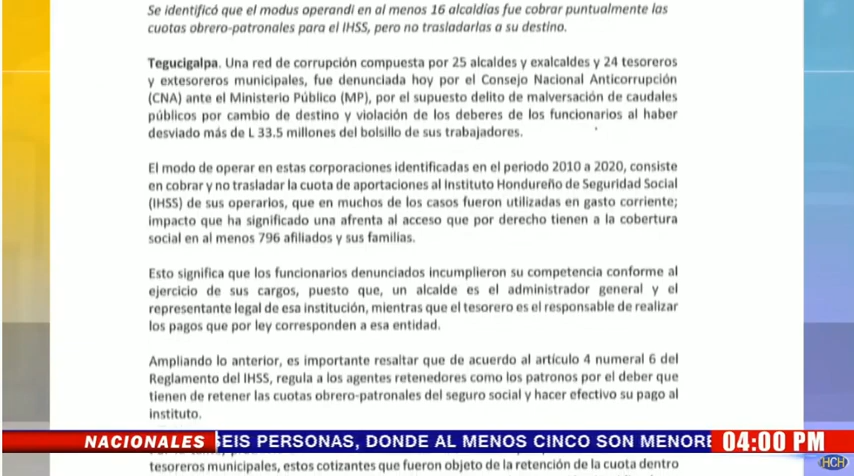 Se identificó que el modus operandi en al menos 16 alcaldías fue cobrar puntualmente las
cuotas obrero-patronales para el IHSS, pero no trasladarlas a su destino.
Tegucigalpa. Una red de corrupción compuesta por 25 alcaldes y exalcaldes y 24 tesoreros
y extesoreros municipales, fue denunciada hoy por el Consejo Nacional Anticorrupción
(CNA) ante el Ministerio Público (MP), por el supuesto delito de malversación de caudales
públicos por cambio de destino y violación de los deberes de los funcionarios al haber
desviado más de L 33.5 millones del bolsillo de sus trabajadores.
El modo de operar en estas corporaciones identificadas en el periodo 2010 a 2020, consiste
en cobrar y no trasladar la cuota de aportaciones al Instituto Hondureño de Seguridad Social
(IHSS) de sus operarios, que en muchos de los casos fueron utilizadas en gasto corriente;
impacto que ha significado una afrenta al acceso que por derecho tienen a la cobertura
social en al menos 796 afiliados y sus familias.
Esto significa que los funcionarios denunciados incumplieron su competencia conforme al
ejercicio de sus cargos, puesto que, un alcalde es el administrador general y el
representante legal de esa institución, mientras que el tesorero es el responsable de realizar
los pagos que por ley corresponden a esa entidad.
Ampliando lo anterior, es importante resaltar que de acuerdo al artículo 4 numeral 6 del
Reglamento del IHSS, regula a los agentes retenedores como los patronos por el deber que
tienen de retener las cuotas obrero-patronales del seguro social y hacer efectivo su pago al
instituto.
NACIONALES SEIS PERSONAS, DONDE AL MENOS CINCO SON MENORE 04:00 PM
HCH
tesoreros municipales, estos cotizantes que fueron objeto de la retención de la cuota dentro